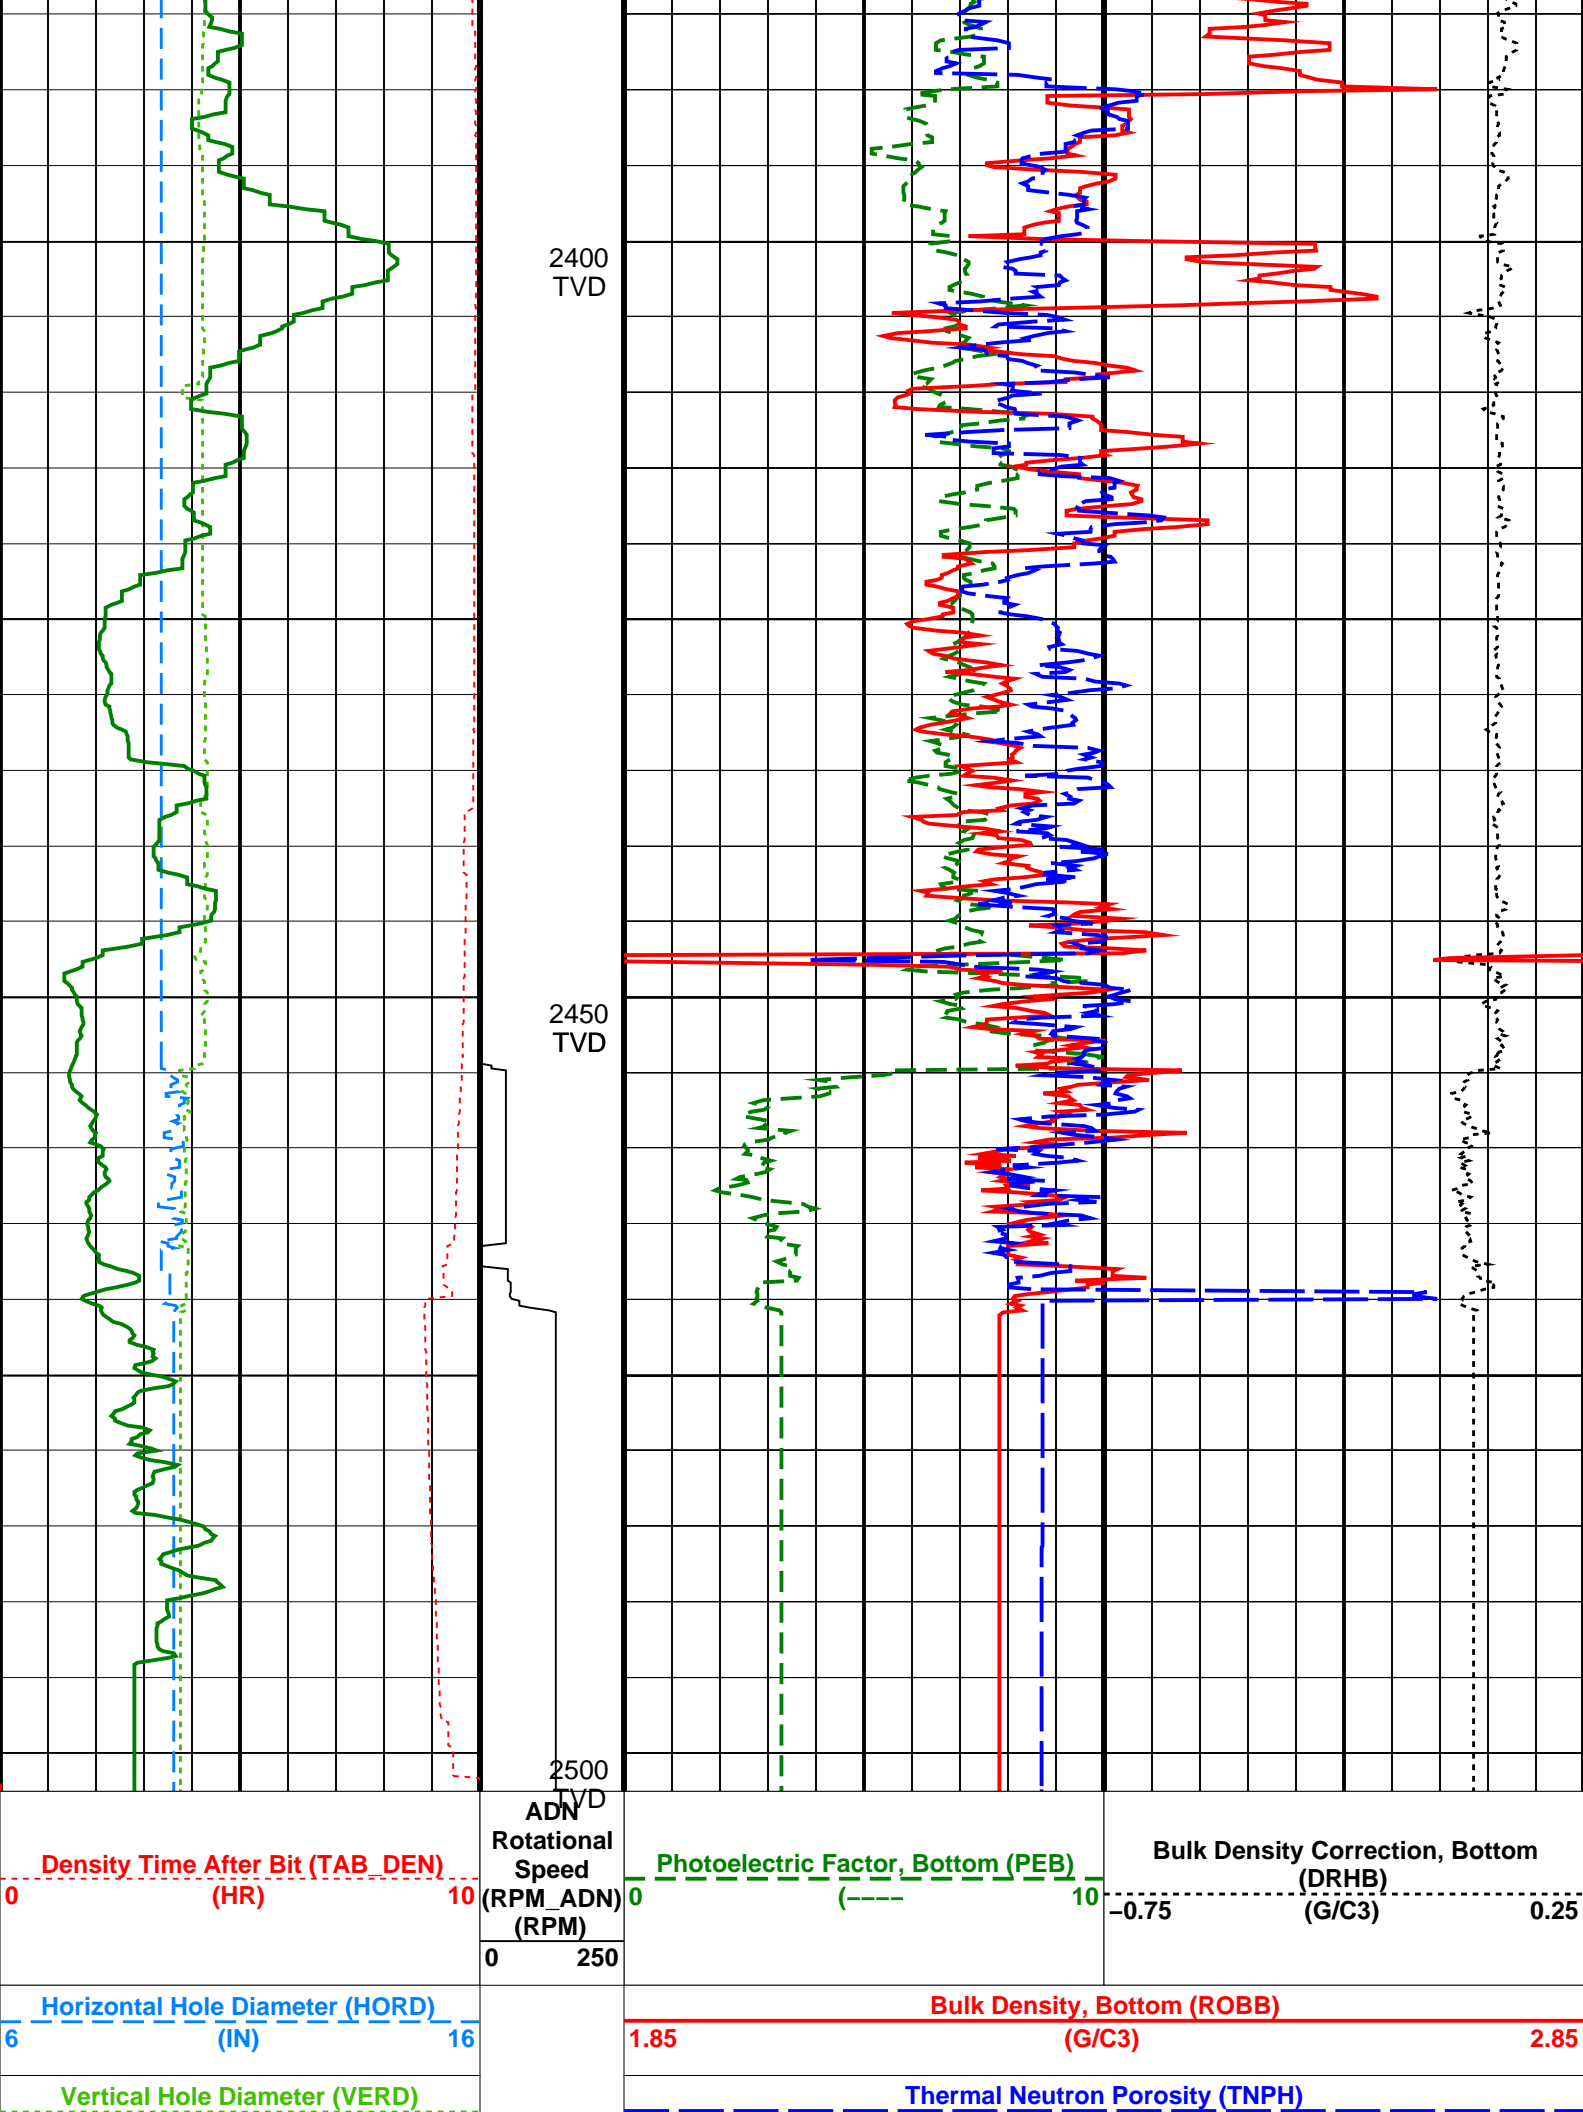 2400
TVD
2450
TVD
2500
TVD
Density Time After Bit (TAB_DEN)
0 (HR) 10
ADN
Rotational
Speed
(RPM_ADN)
(RPM)
0 250
Photoelectric Factor, Bottom (PEB)
0 (---- 10
Bulk Density Correction, Bottom
(DRHB)
–0.75 (G/C3) 0.25
Horizontal Hole Diameter (HORD)
6 (IN) 16
Bulk Density, Bottom (ROBB)
1.85 (G/C3) 2.85
Vertical Hole Diameter (VERD)
Thermal Neutron Porosity (TNPH)